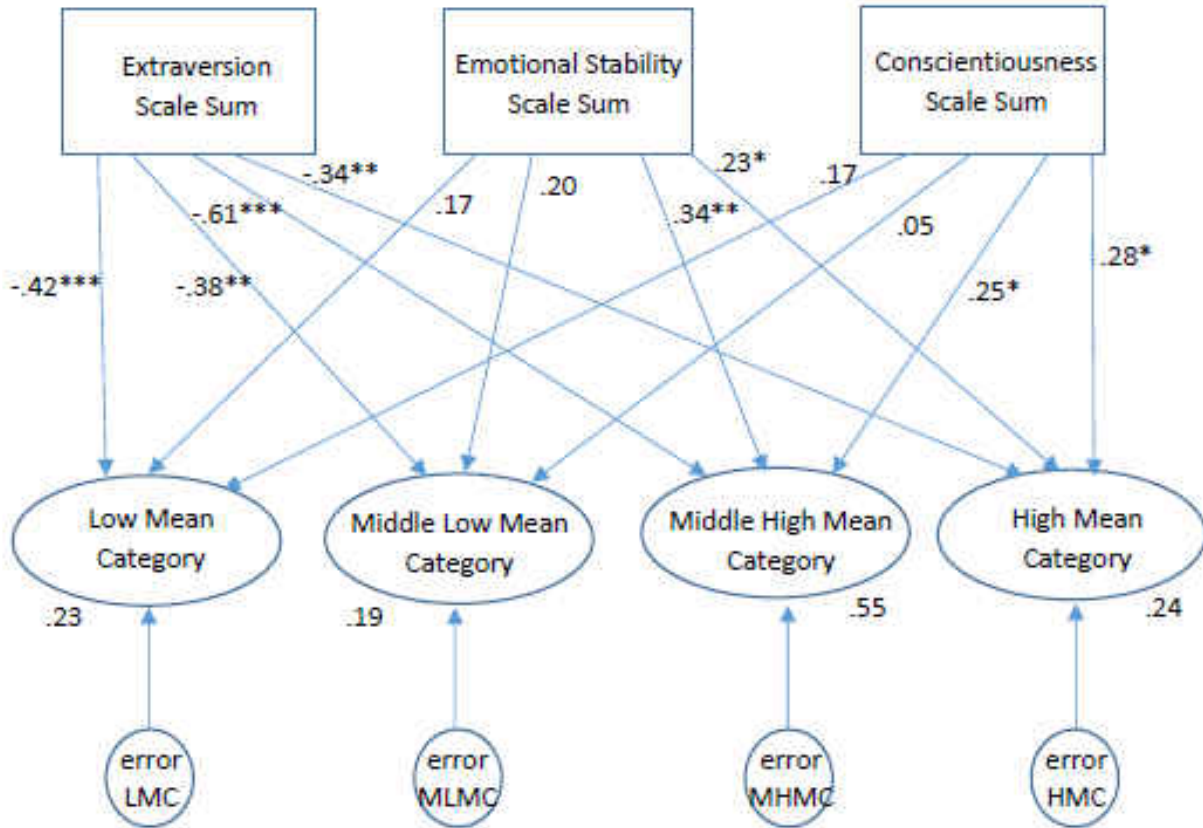 Extraversion
Scale Sum
Emotional Stability
Scale Sum
Conscientiousness
Scale Sum
-.34**
.23*
.17
.20
-.61***
.17
.34**
.05
.28*
-.42***
-.38**
.25*
Low Mean
Category
Middle Low Mean
Category
Middle High Mean
Category
High Mean
Category
.23
.19
.55
.24
error
LMC
error
MLMC
error
MHMC
error
HMC